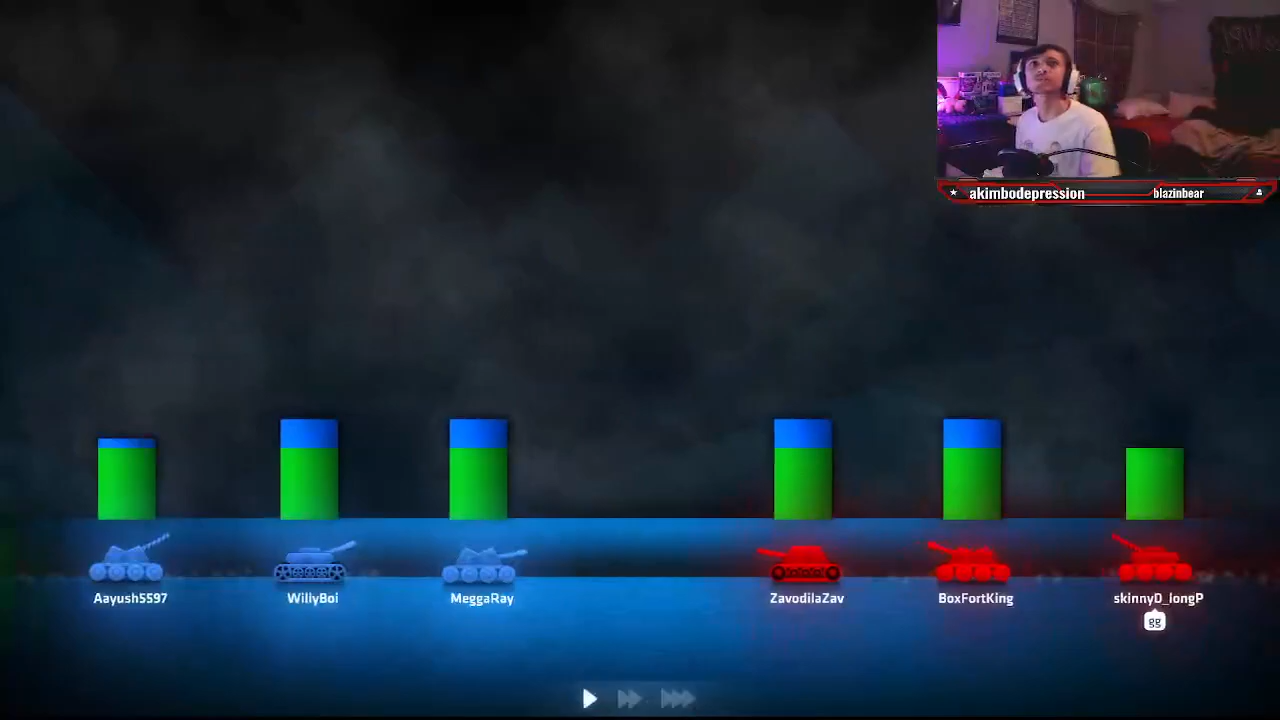 akimbodepression
blazinbear
Aayush5597
WillyBoi
MeggaRay
ZavodilaZav
BoxFortKing
skinnyD_longP
gg